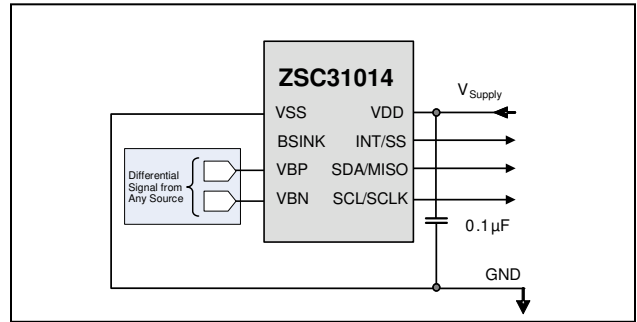 ZSC31014
VSupply
VSS VDD
BSINK INT/SS
VBP SDA/MISO
VBN SCL/SCLK
Differential
Signal from
Any Source
0.1µF
GND